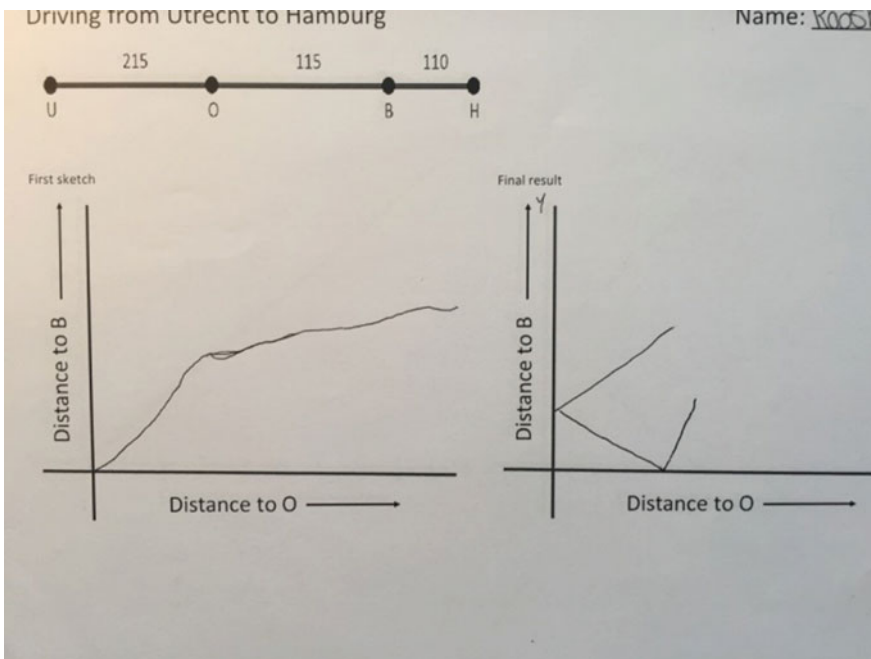 Driving from Utrecht to Hamburg
Name:
215 115 110
U O B H
First sketch
Final result
Y
Distance to B
Distance to B
Distance to O
Distance to O